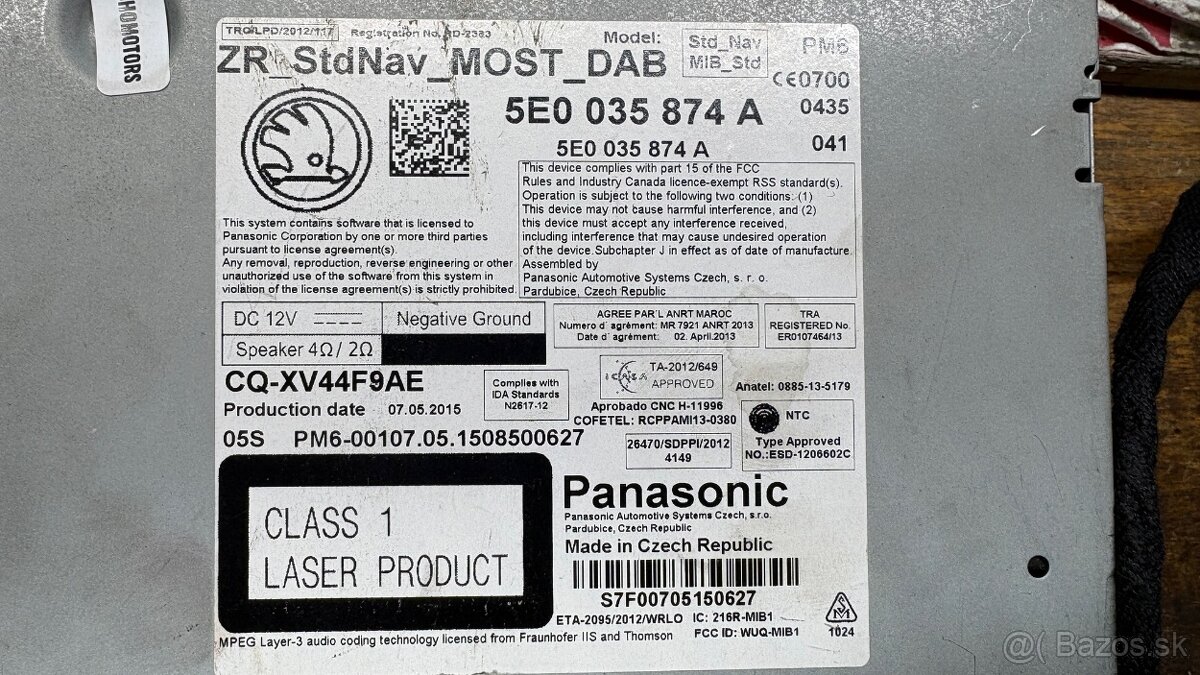 HOMOTORS
TRC/LPD/2012/117 Registration No. RD-2383
Model: Std_Nav MIB_Std PM6
ZR_StdNav_MOST_DAB
CE0700
5E0 035 874 A 0435
5E0 035 874 A 041
This device complies with part 15 of the FCC
Rules and Industry Canada licence-exempt RSS standard(s).
Operation is subject to the following two conditions: (1)
This device may not cause harmful interference, and (2)
this device must accept any interference received,
including interference that may cause undesired operation
of the device. Subchapter J in effect as of date of manufacture.
Assembled by
Panasonic Automotive Systems Czech, s. r. o.
Pardubice, Czech Republic
This system contains software that is licensed to
Panasonic Corporation by one or more third parties
pursuant to license agreement(s).
Any removal, reproduction, reverse engineering or other
unauthorized use of the software from this system in
violation of the license agreement(s) is strictly prohibited.
DC 12V Negative Ground
Speaker 4Ω/ 2Ω
AGREE PAR'L ANRT MAROC
Numero d' agrément: MR 7921 ANRT 2013
Date d' agrément: 02. April.2013
TRA
REGISTERED No.
ER0107464/13
CQ-XV44F9AE
Production date 07.05.2015
Complies with
IDA Standards
N2617-12
TA-2012/649
APPROVED
Anatel: 0885-13-5179
Aprobado CNC H-11996
COFETEL: RCPPAMI13-0380
NTC
Type Approved
NO.:ESD-1206602C
05S PM6-00107.05.1508500627
26470/SDPPI/2012
4149
CLASS 1
LASER PRODUCT
Panasonic
Panasonic Automotive Systems Czech, s.r.o.
Pardubice, Czech Republic
Made in Czech Republic
S7F00705150627
ETA-2095/2012/WRLO IC: 216R-MIB1
FCC ID: WUQ-MIB1
1024
MPEG Layer-3 audio coding technology licensed from Fraunhofer IIS and Thomson
@( Bazos.sk